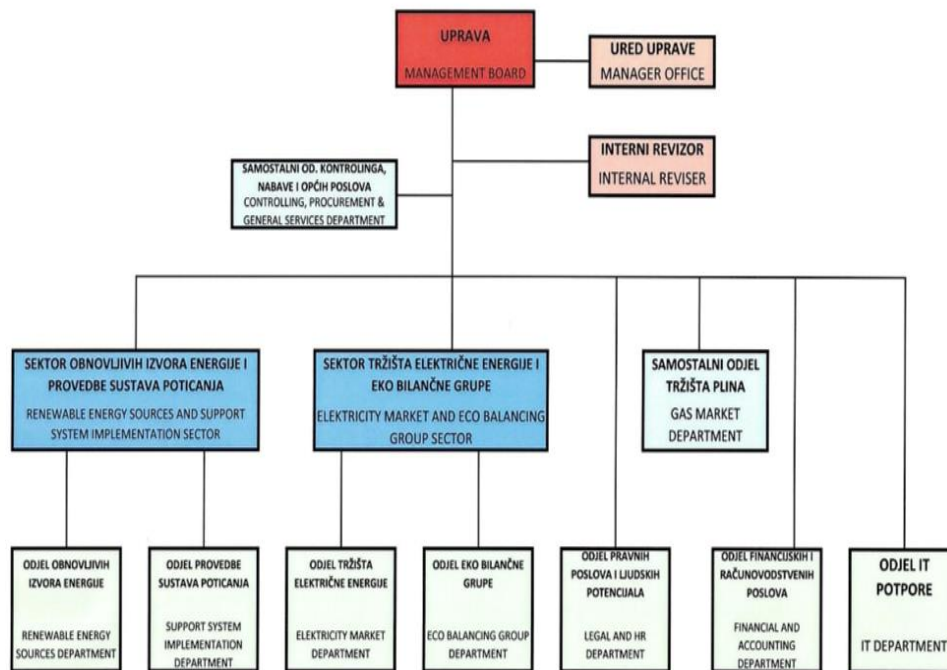 UPRAVA
MANAGEMENT BOARD
URED UPRAVE
MANAGER OFFICE
INTERNI REVIZOR
INTERNAL REVISER
SAMOSTALNI OD. KONTROLINGA,
NABAVE I OPĆIH POSLOVA
CONTROLLING, PROCUREMENT &
GENERAL SERVICES DEPARTMENT
SEKTOR OBNOVLJIVIH IZVORA ENERGIJE I
PROVEDBE SUSTAVA POTICANJA
RENEWABLE ENERGY SOURCES AND SUPPORT
SYSTEM IMPLEMENTATION SECTOR
SEKTOR TRŽIŠTA ELEKTRIČNE ENERGIJE I
EKO BILANČNE GRUPE
ELEKTRICITY MARKET AND ECO BALANCING
GROUP SECTOR
SAMOSTALNI ODJEL
TRŽIŠTA PLINA
GAS MARKET
DEPARTMENT
ODJEL OBNOVLJIVIH
IZVORA ENERGIJE
RENEWABLE ENERGY
SOURCES DEPARTMENT
ODJEL PROVEDBE
SUSTAVA POTICANJA
SUPPORT SYSTEM
IMPLEMENTATION
DEPARTMENT
ODJEL TRŽIŠTA
ELEKTRIČNE ENERGIJE
ELEKTRICITY MARKET
DEPARTMENT
ODJEL EKO BILANČNE
GRUPE
ECO BALANCING GROUP
DEPARTMENT
ODJEL PRAVNIH
POSLOVA I LJUDSKIH
POTENCIJALA
LEGAL AND HR
DEPARTMENT
ODJEL FINANCIJSKIH I
RAČUNOVODSTVENIH
POSLOVA
FINANCIAL AND
ACCOUNTING
DEPARTMENT
ODJEL IT
POTPORE
IT DEPARTMENT